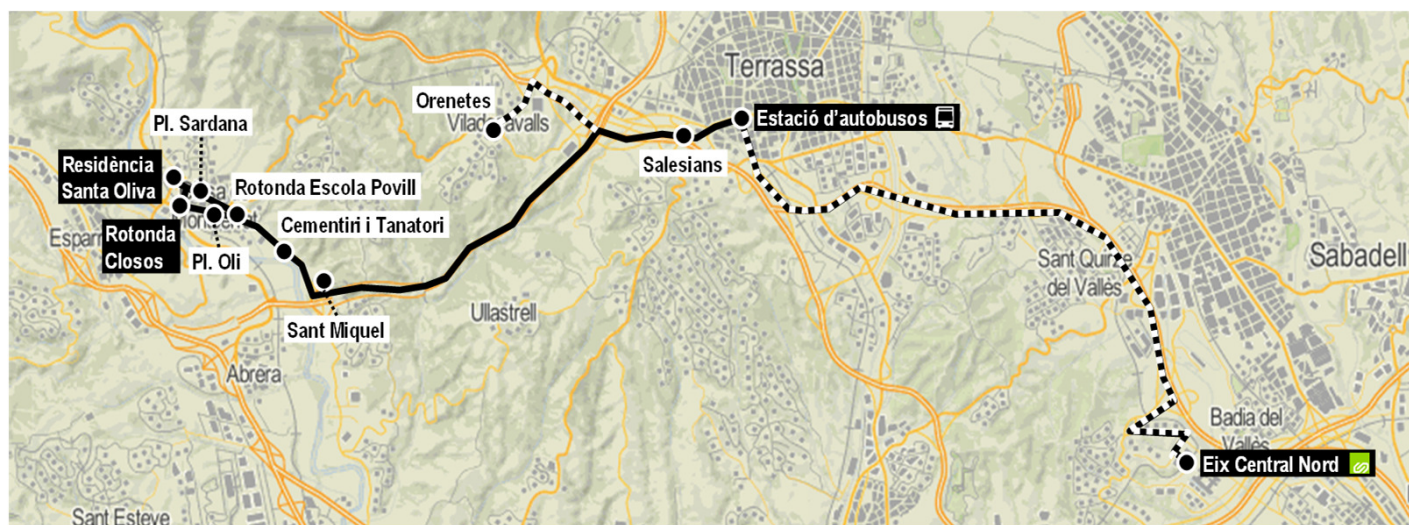 Terrassa
Orenetes
Viladecavalls
Pl. Sardana
Estació d'autobusos
Salesians
Residència
Santa Oliva
Rotonda Escola Povill
Cementiri i Tanatori
Rotonda
Closos
Pl. Oli
Sant Quirze
del Vallès
Sabadell
Ullastrell
Sant Miquel
Abrera
Badia del
Vallès
Eix Central Nord
Sant Esteve